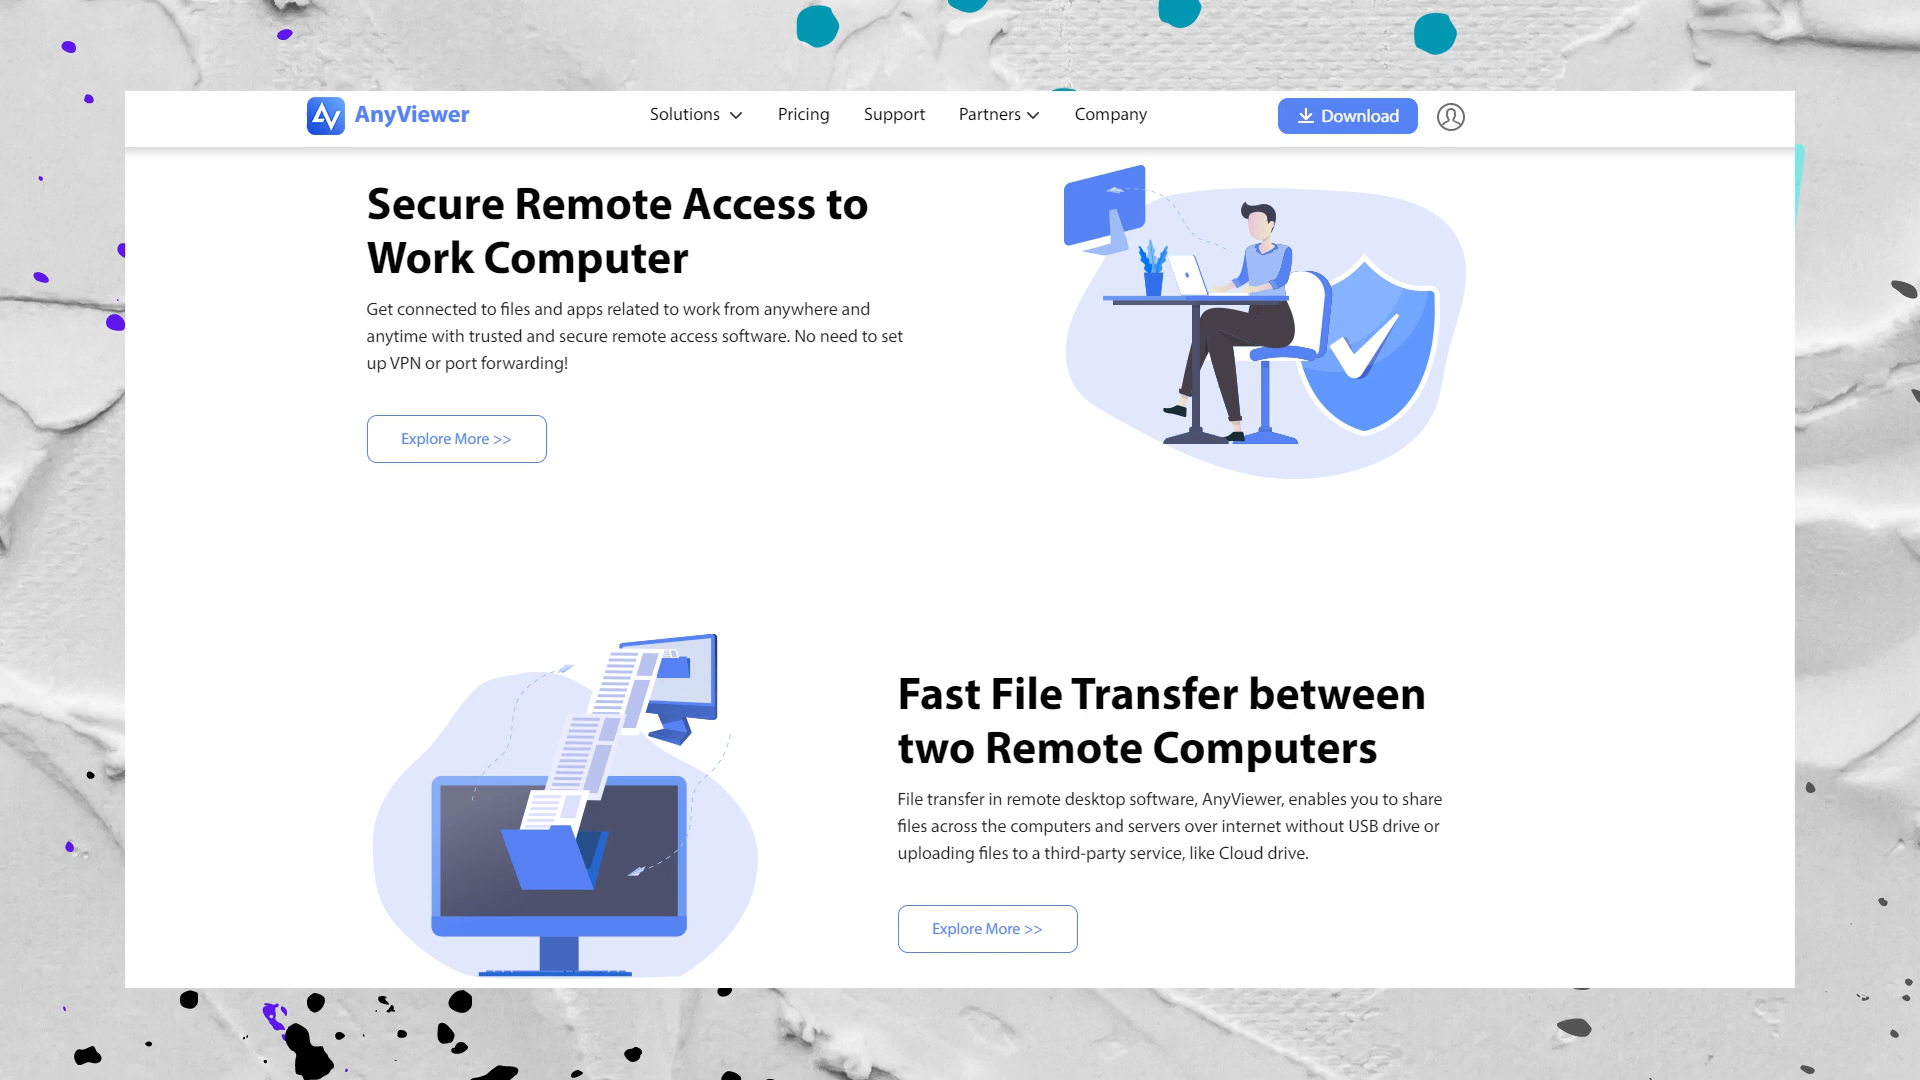 AnyViewer
Solutions
Pricing
Support
Partners
Company
Download
Secure Remote Access to
Work Computer
Get connected to files and apps related to work from anywhere and
anytime with trusted and secure remote access software. No need to set
up VPN or port forwarding!
Explore More >>
Fast File Transfer between
two Remote Computers
File transfer in remote desktop software, AnyViewer, enables you to share
files across the computers and servers over internet without USB drive or
uploading files to a third-party service, like Cloud drive.
Explore More >>